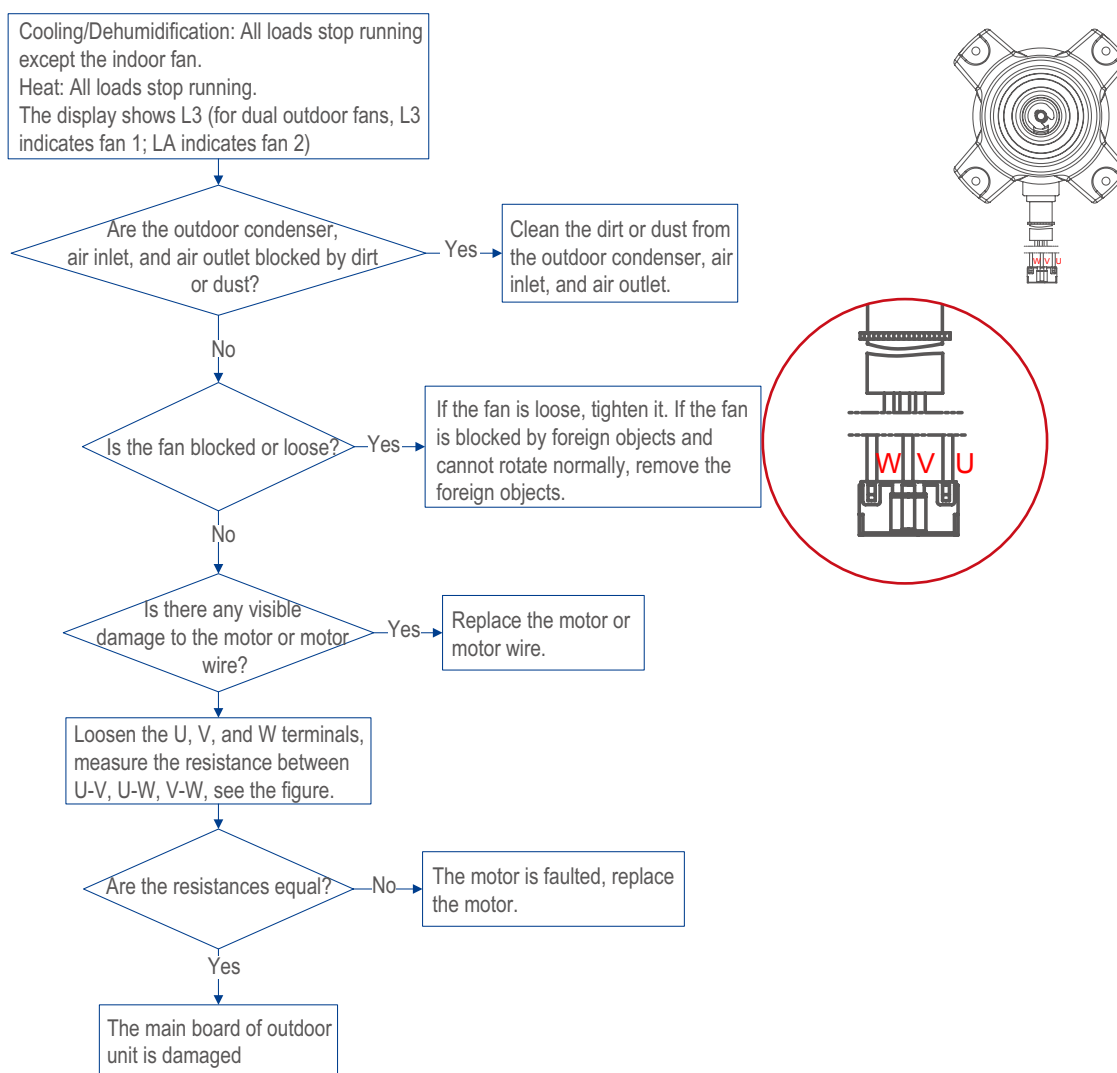 Cooling/Dehumidification: All loads stop running
except the indoor fan.
Heat: All loads stop running.
The display shows L3 (for dual outdoor fans, L3
indicates fan 1; LA indicates fan 2)
Are the outdoor condenser,
air inlet, and air outlet blocked by dirt
or dust?
Yes
Clean the dirt or dust from
the outdoor condenser, air
inlet, and air outlet.
W V U
No
Is the fan blocked or loose?
Yes
If the fan is loose, tighten it. If the fan
is blocked by foreign objects and
cannot rotate normally, remove the
foreign objects.
W V U
No
Is there any visible
damage to the motor or motor
wire?
Yes
Replace the motor or
motor wire.
Loosen the U, V, and W terminals,
measure the resistance between
U-V, U-W, V-W, see the figure.
Are the resistances equal?
No
The motor is faulted, replace
the motor.
Yes
The main board of outdoor
unit is damaged